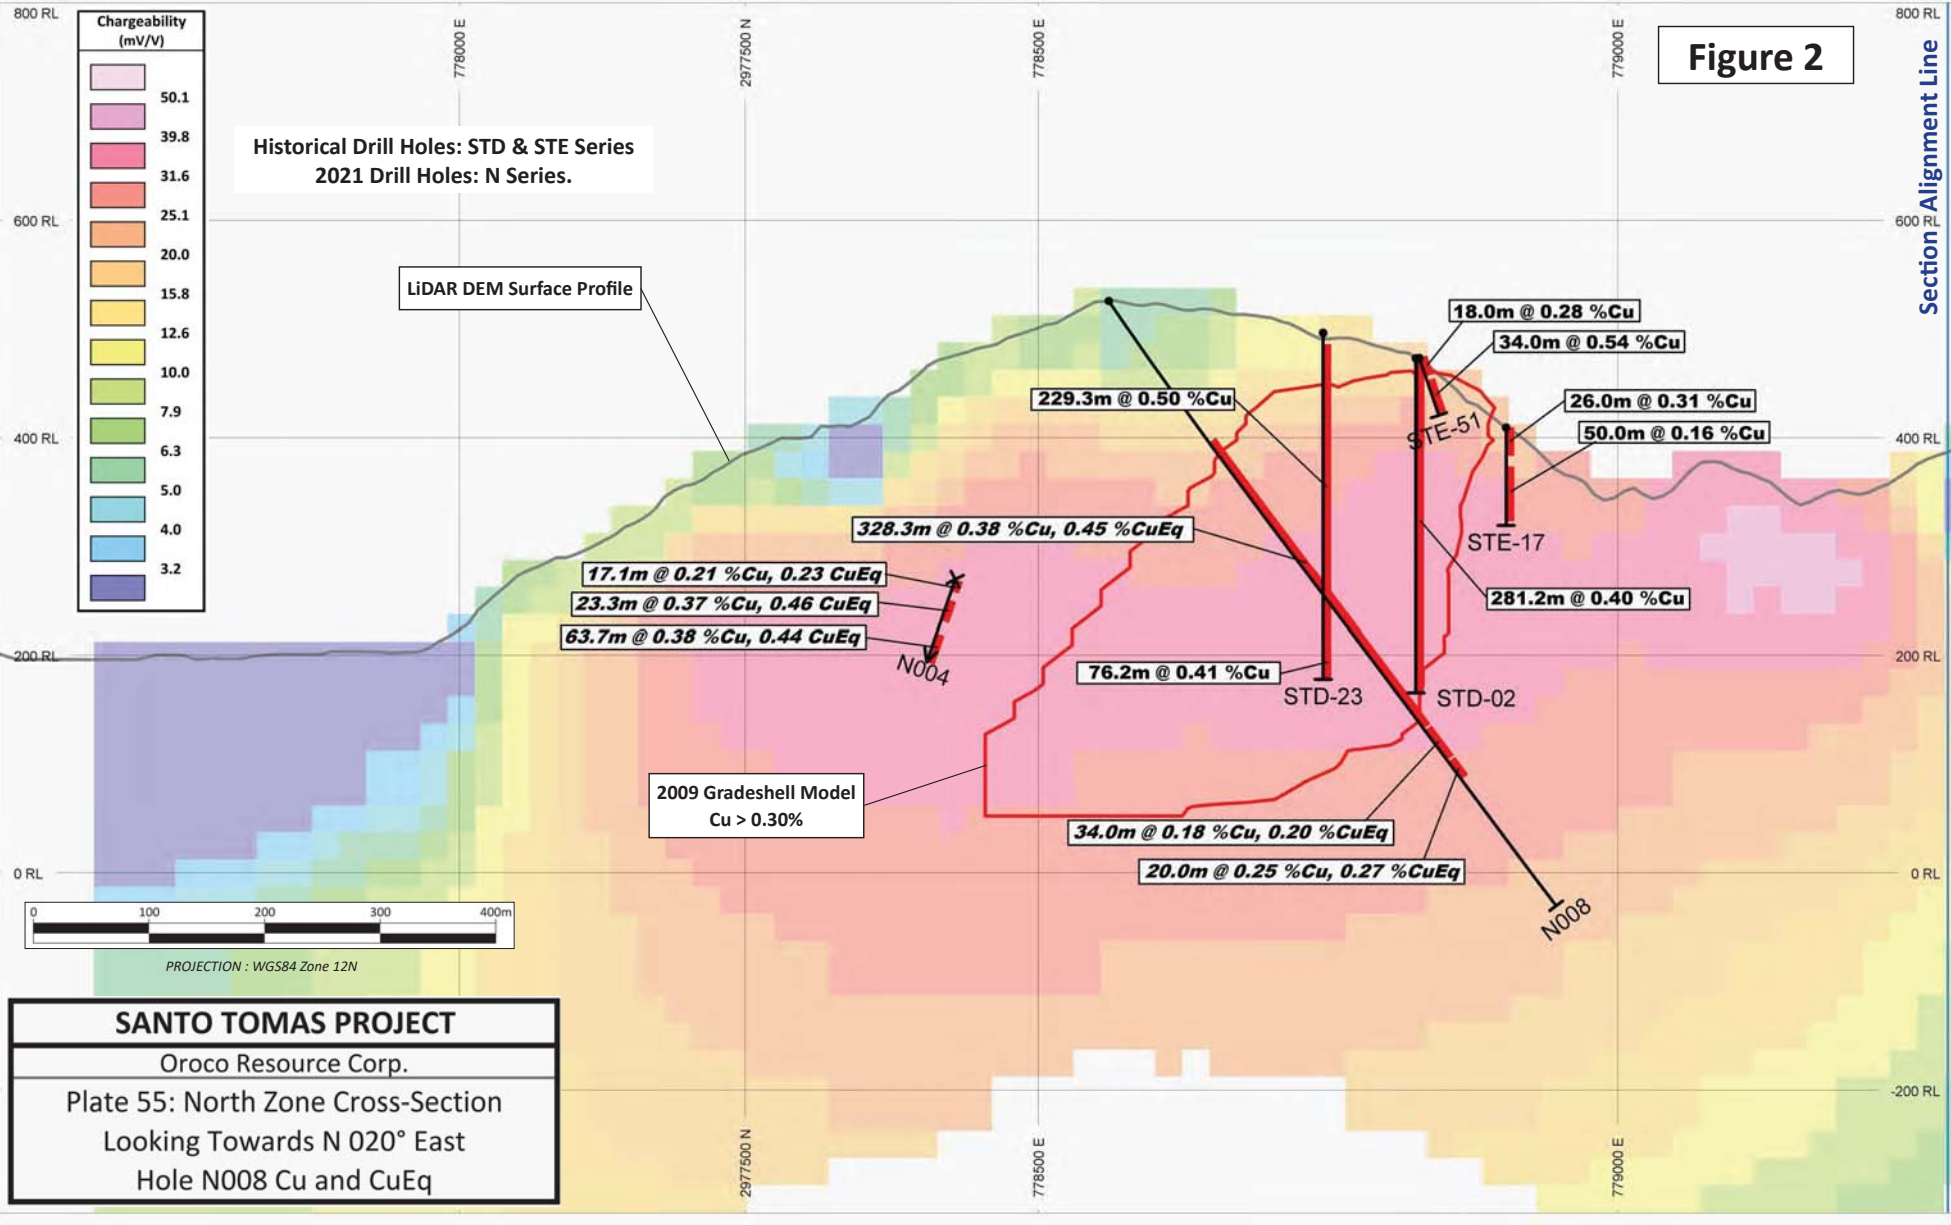 800 RL
778000 E
2977500 N
778500 E
779000 E
800 RL
Figure 2
Section Alignment Line
Chargeability
(mV/V)
50.1
39.8
31.6
25.1
20.0
15.8
12.6
10.0
7.9
6.3
5.0
4.0
3.2
Historical Drill Holes: STD & STE Series
2021 Drill Holes: N Series.
600 RL
600 RL
LiDAR DEM Surface Profile
18.0m @ 0.28 %Cu
34.0m @ 0.54 %Cu
229.3m @ 0.50 %Cu
26.0m @ 0.31 %Cu
50.0m @ 0.16 %Cu
STE-51
400 RL
400 RL
328.3m @ 0.38 %Cu, 0.45 %CuEq
STE-17
17.1m @ 0.21 %Cu, 0.23 CuEq
23.3m @ 0.37 %Cu, 0.46 CuEq
63.7m @ 0.38 %Cu, 0.44 CuEq
N004
281.2m @ 0.40 %Cu
200 RL
200 RL
76.2m @ 0.41 %Cu
STD-23
STD-02
2009 Gradeshell Model
Cu > 0.30%
34.0m @ 0.18 %Cu, 0.20 %CuEq
20.0m @ 0.25 %Cu, 0.27 %CuEq
0 RL
0 RL
N008
0 100 200 300 400m
PROJECTION : WGS84 Zone 12N
SANTO TOMAS PROJECT
Oroco Resource Corp.
Plate 55: North Zone Cross-Section
Looking Towards N 020° East
Hole N008 Cu and CuEq
-200 RL
2977500 N
778500 E
779000 E